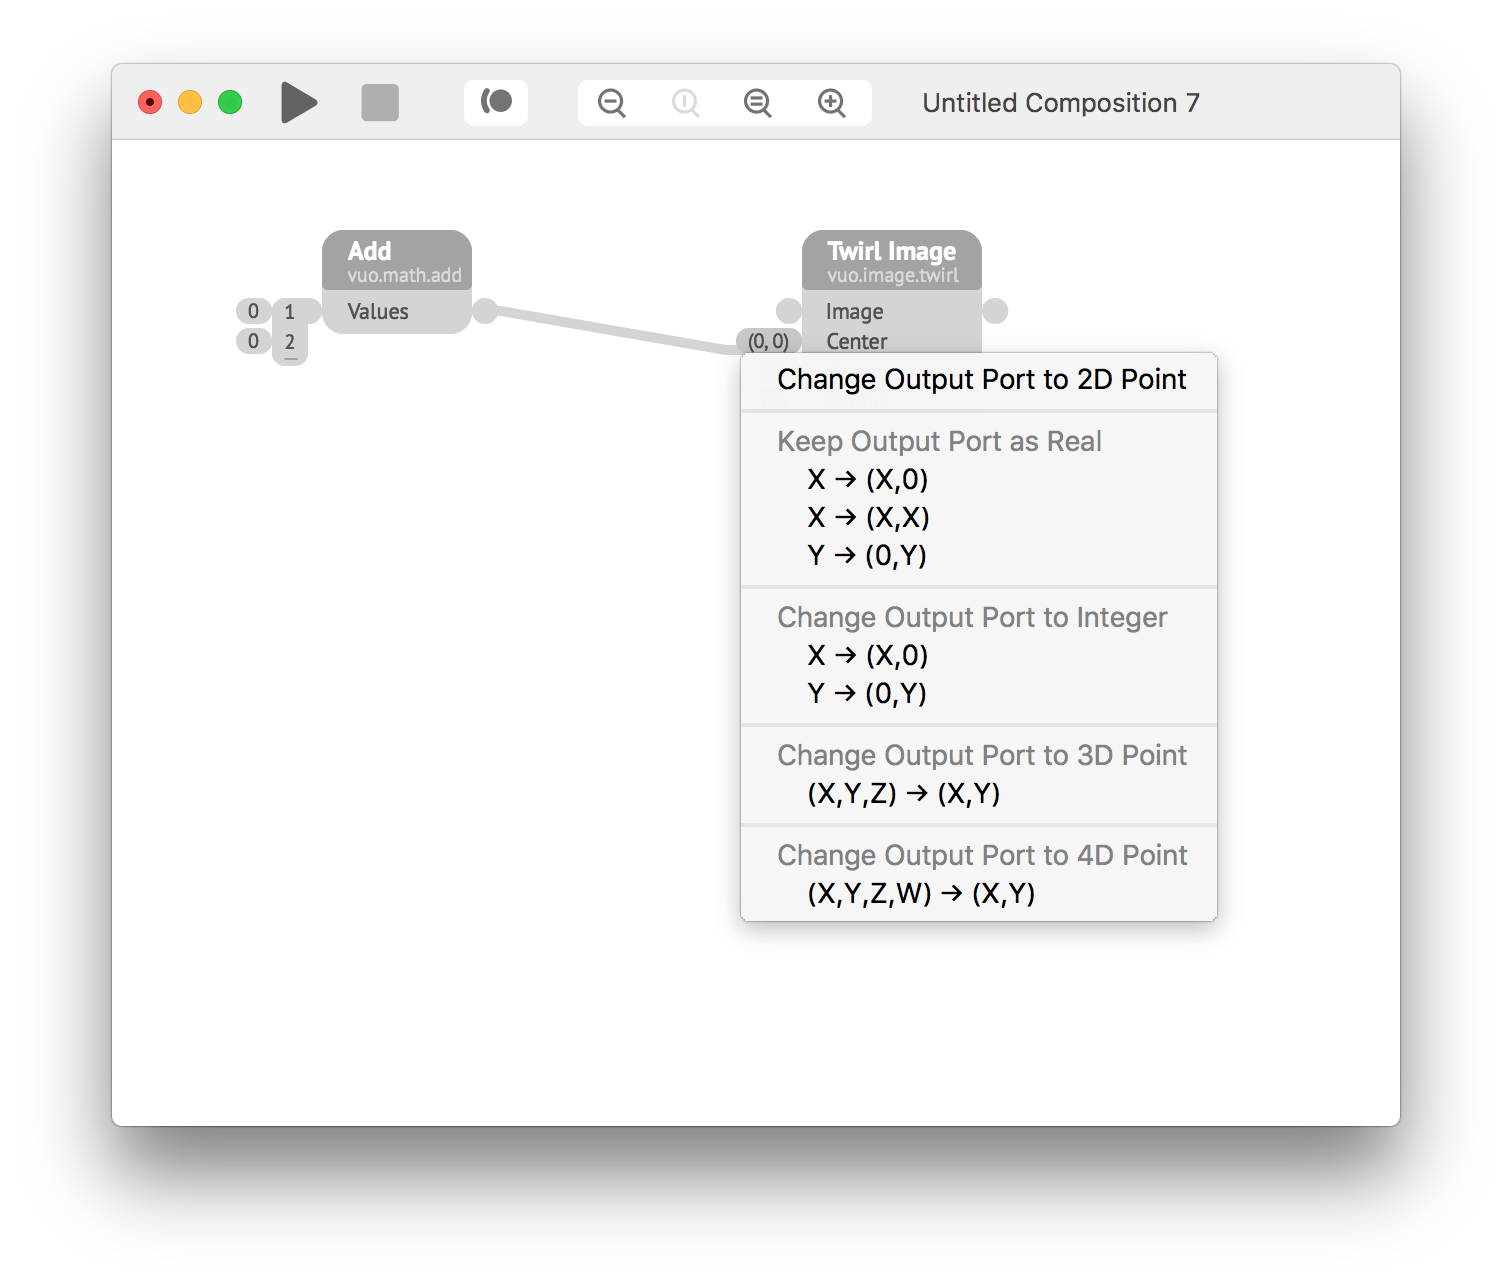 Untitled Composition 7
Add
vuo.math.add
0 1 Values
0 2
Twirl Image
vuo.image.twirl
Image
(0, 0) Center
Change Output Port to 2D Point
Keep Output Port as Real
X → (X,0)
X → (X,X)
Y → (0,Y)
Change Output Port to Integer
X → (X,0)
Y → (0,Y)
Change Output Port to 3D Point
(X,Y,Z) → (X,Y)
Change Output Port to 4D Point
(X,Y,Z,W) → (X,Y)